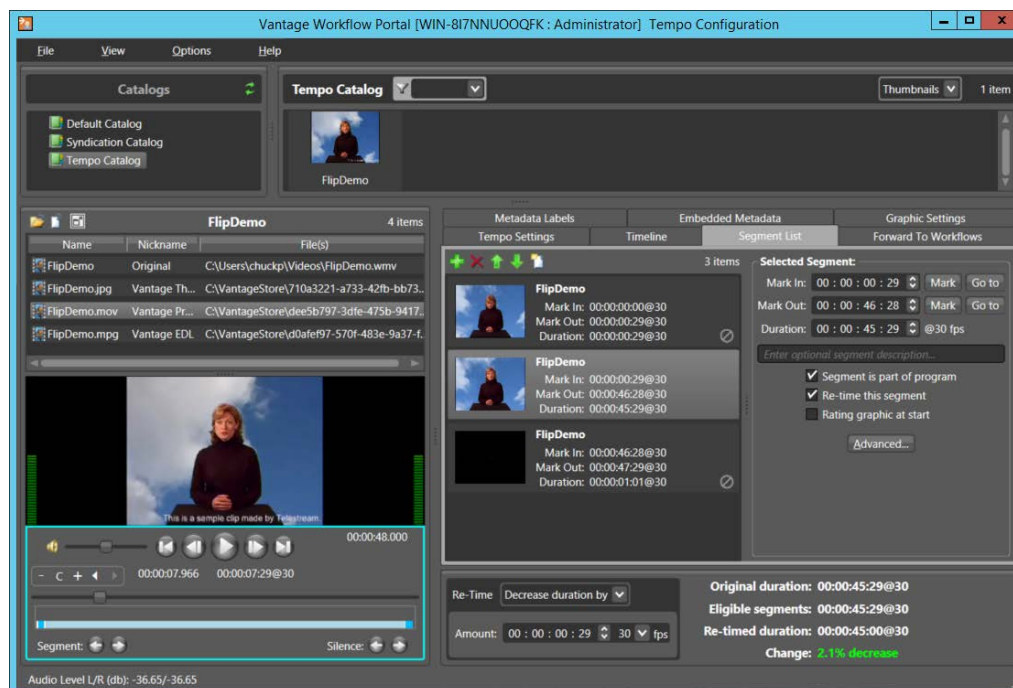 Vantage Workflow Portal [WIN-8I7NNUOOQFK : Administrator] Tempo Configuration
File View Options Help
Catalogs
Default Catalog
Syndication Catalog
Tempo Catalog
Tempo Catalog
Thumbnails 1 item
FlipDemo
FlipDemo 4 items
Name Nickname File(s)
FlipDemo Original C:\Users\chuckp\Videos\FlipDemo.wmv
FlipDemo.jpg Vantage Th... C:\VantageStore\710a3221-a733-42fb-bb73..
FlipDemo.mov Vantage Pr... C:\VantageStore\dee5b797-3dfe-475b-9417..
FlipDemo.mpg Vantage EDL C:\VantageStore\d0afef97-570f-483e-9a37-f..
This is a sample clip made by Telestream.
00:00:48.000
- C +
00:00:07.966 00:00:07:29@30
Segment: Silence:
Audio Level L/R (db): -36.65/-36.65
Metadata Labels Embedded Metadata Graphic Settings
Tempo Settings Timeline Segment List Forward To Workflows
3 items
FlipDemo
Mark In: 00:00:00:00@30
Mark Out: 00:00:00:29@30
Duration: 00:00:00:29@30
FlipDemo
Mark In: 00:00:00:29@30
Mark Out: 00:00:46:28@30
Duration: 00:00:45:29@30
FlipDemo
Mark In: 00:00:46:28@30
Mark Out: 00:00:47:29@30
Duration: 00:00:01:01@30
Selected Segment:
Mark In: 00 : 00 : 00 : 29 Mark Go to
Mark Out: 00 : 00 : 46 : 28 Mark Go to
Duration: 00 : 00 : 45 : 29 @30 fps
Enter optional segment description...
Segment is part of program
Re-time this segment
Rating graphic at start
Advanced...
Re-Time Decrease duration by
Amount: 00 : 00 : 00 : 29 30 fps
Original duration: 00:00:45:29@30
Eligible segments: 00:00:45:29@30
Re-timed duration: 00:00:45:00@30
Change: 2.1% decrease